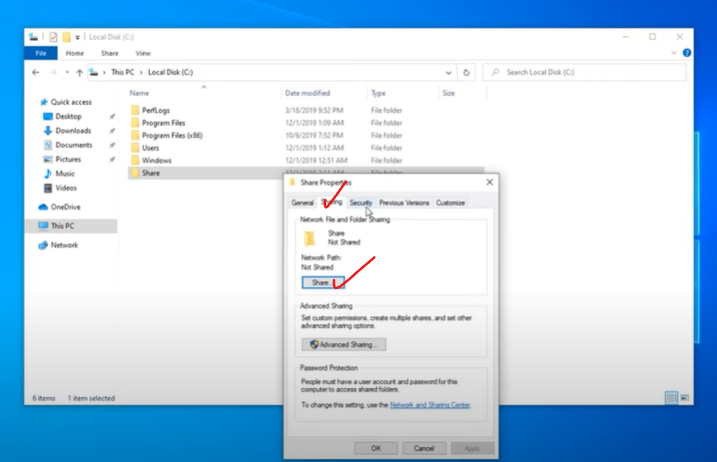 Local Disk (C:)
File Home Share View
This PC > Local Disk (C:)
Search Local Disk (C:)
Name Date modified Type Size
Quick access
Desktop
Downloads
Documents
Pictures
Music
Videos
OneDrive
This PC
Network
PerfLogs 3/18/2019 9:52 PM File folder
Program Files 12/1/2019 1:09 AM File folder
Program Files (x86) 10/6/2019 7:52 PM File folder
Users 12/1/2019 1:12 AM File folder
Windows 12/1/2019 12:51 AM File folder
Share
Share Properties
General Sharing Security Previous Versions Customize
Network File and Folder Sharing
Share
Not Shared
Network Path:
Not Shared
Share...
Advanced Sharing
Set custom permissions, create multiple shares, and set other
advanced sharing options.
Advanced Sharing...
Password Protection
People must have a user account and password for this
computer to access shared folders.
To change this setting, use the Network and Sharing Center.
OK Cancel Apply
6 items 1 item selected